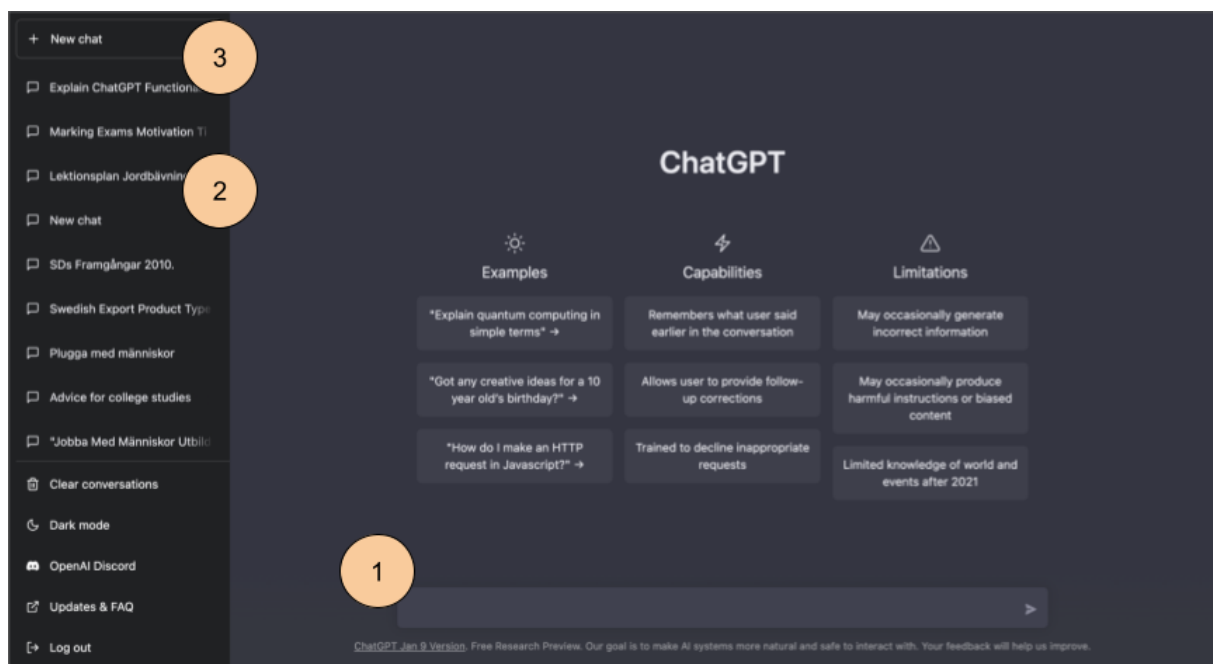 + New chat
3
Explain ChatGPT Function
Marking Exams Motivation Ti
Lektionsplan Jordbävnin
2
New chat
SDs Framgångar 2010.
Swedish Export Product Type
Plugga med människor
Advice for college studies
"Jobba Med Människor Utbild
Clear conversations
Dark mode
OpenAI Discord
Updates & FAQ
Log out
ChatGPT
Examples
"Explain quantum computing in
simple terms" →
"Got any creative ideas for a 10
year old's birthday?" →
"How do I make an HTTP
request in Javascript?" →
Capabilities
Remembers what user said
earlier in the conversation
Allows user to provide follow-
up corrections
Trained to decline inappropriate
requests
Limitations
May occasionally generate
incorrect information
May occasionally produce
harmful instructions or biased
content
Limited knowledge of world and
events after 2021
1
ChatGPT Jan 9 Version. Free Research Preview. Our goal is to make AI systems more natural and safe to interact with. Your feedback will help us improve.